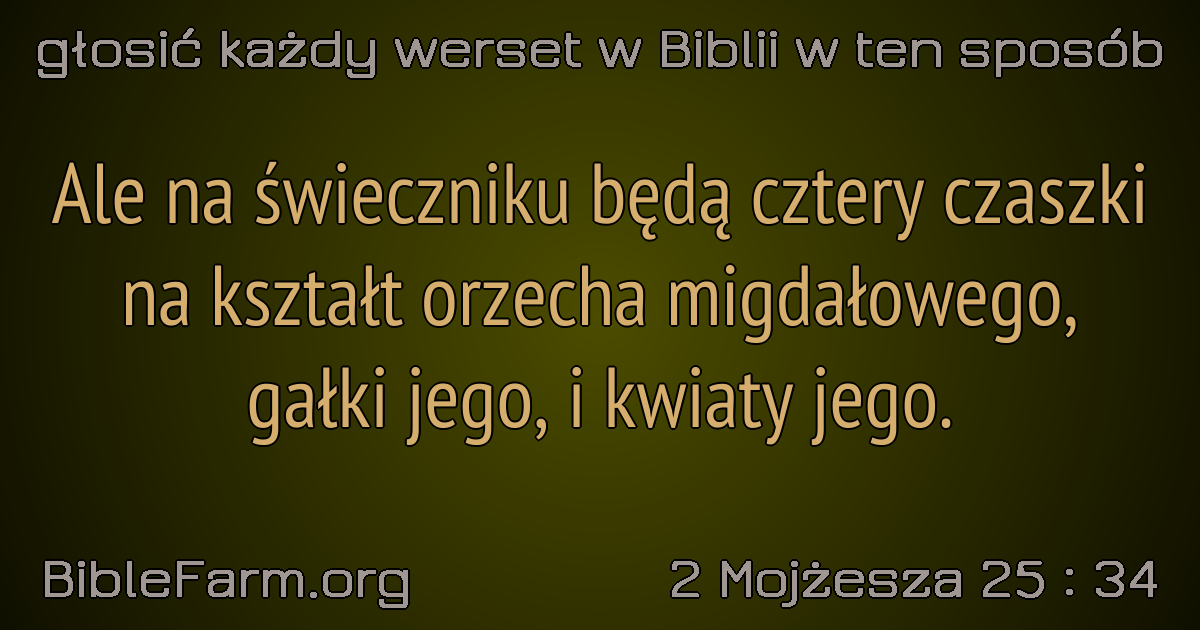 głosić każdy werset w Biblii w ten sposób
Ale na świeczniku będą cztery czaszki
na kształt orzecha migdałowego,
gałki jego, i kwiaty jego.
BibleFarm.org
2 Mojżesza 25 : 34